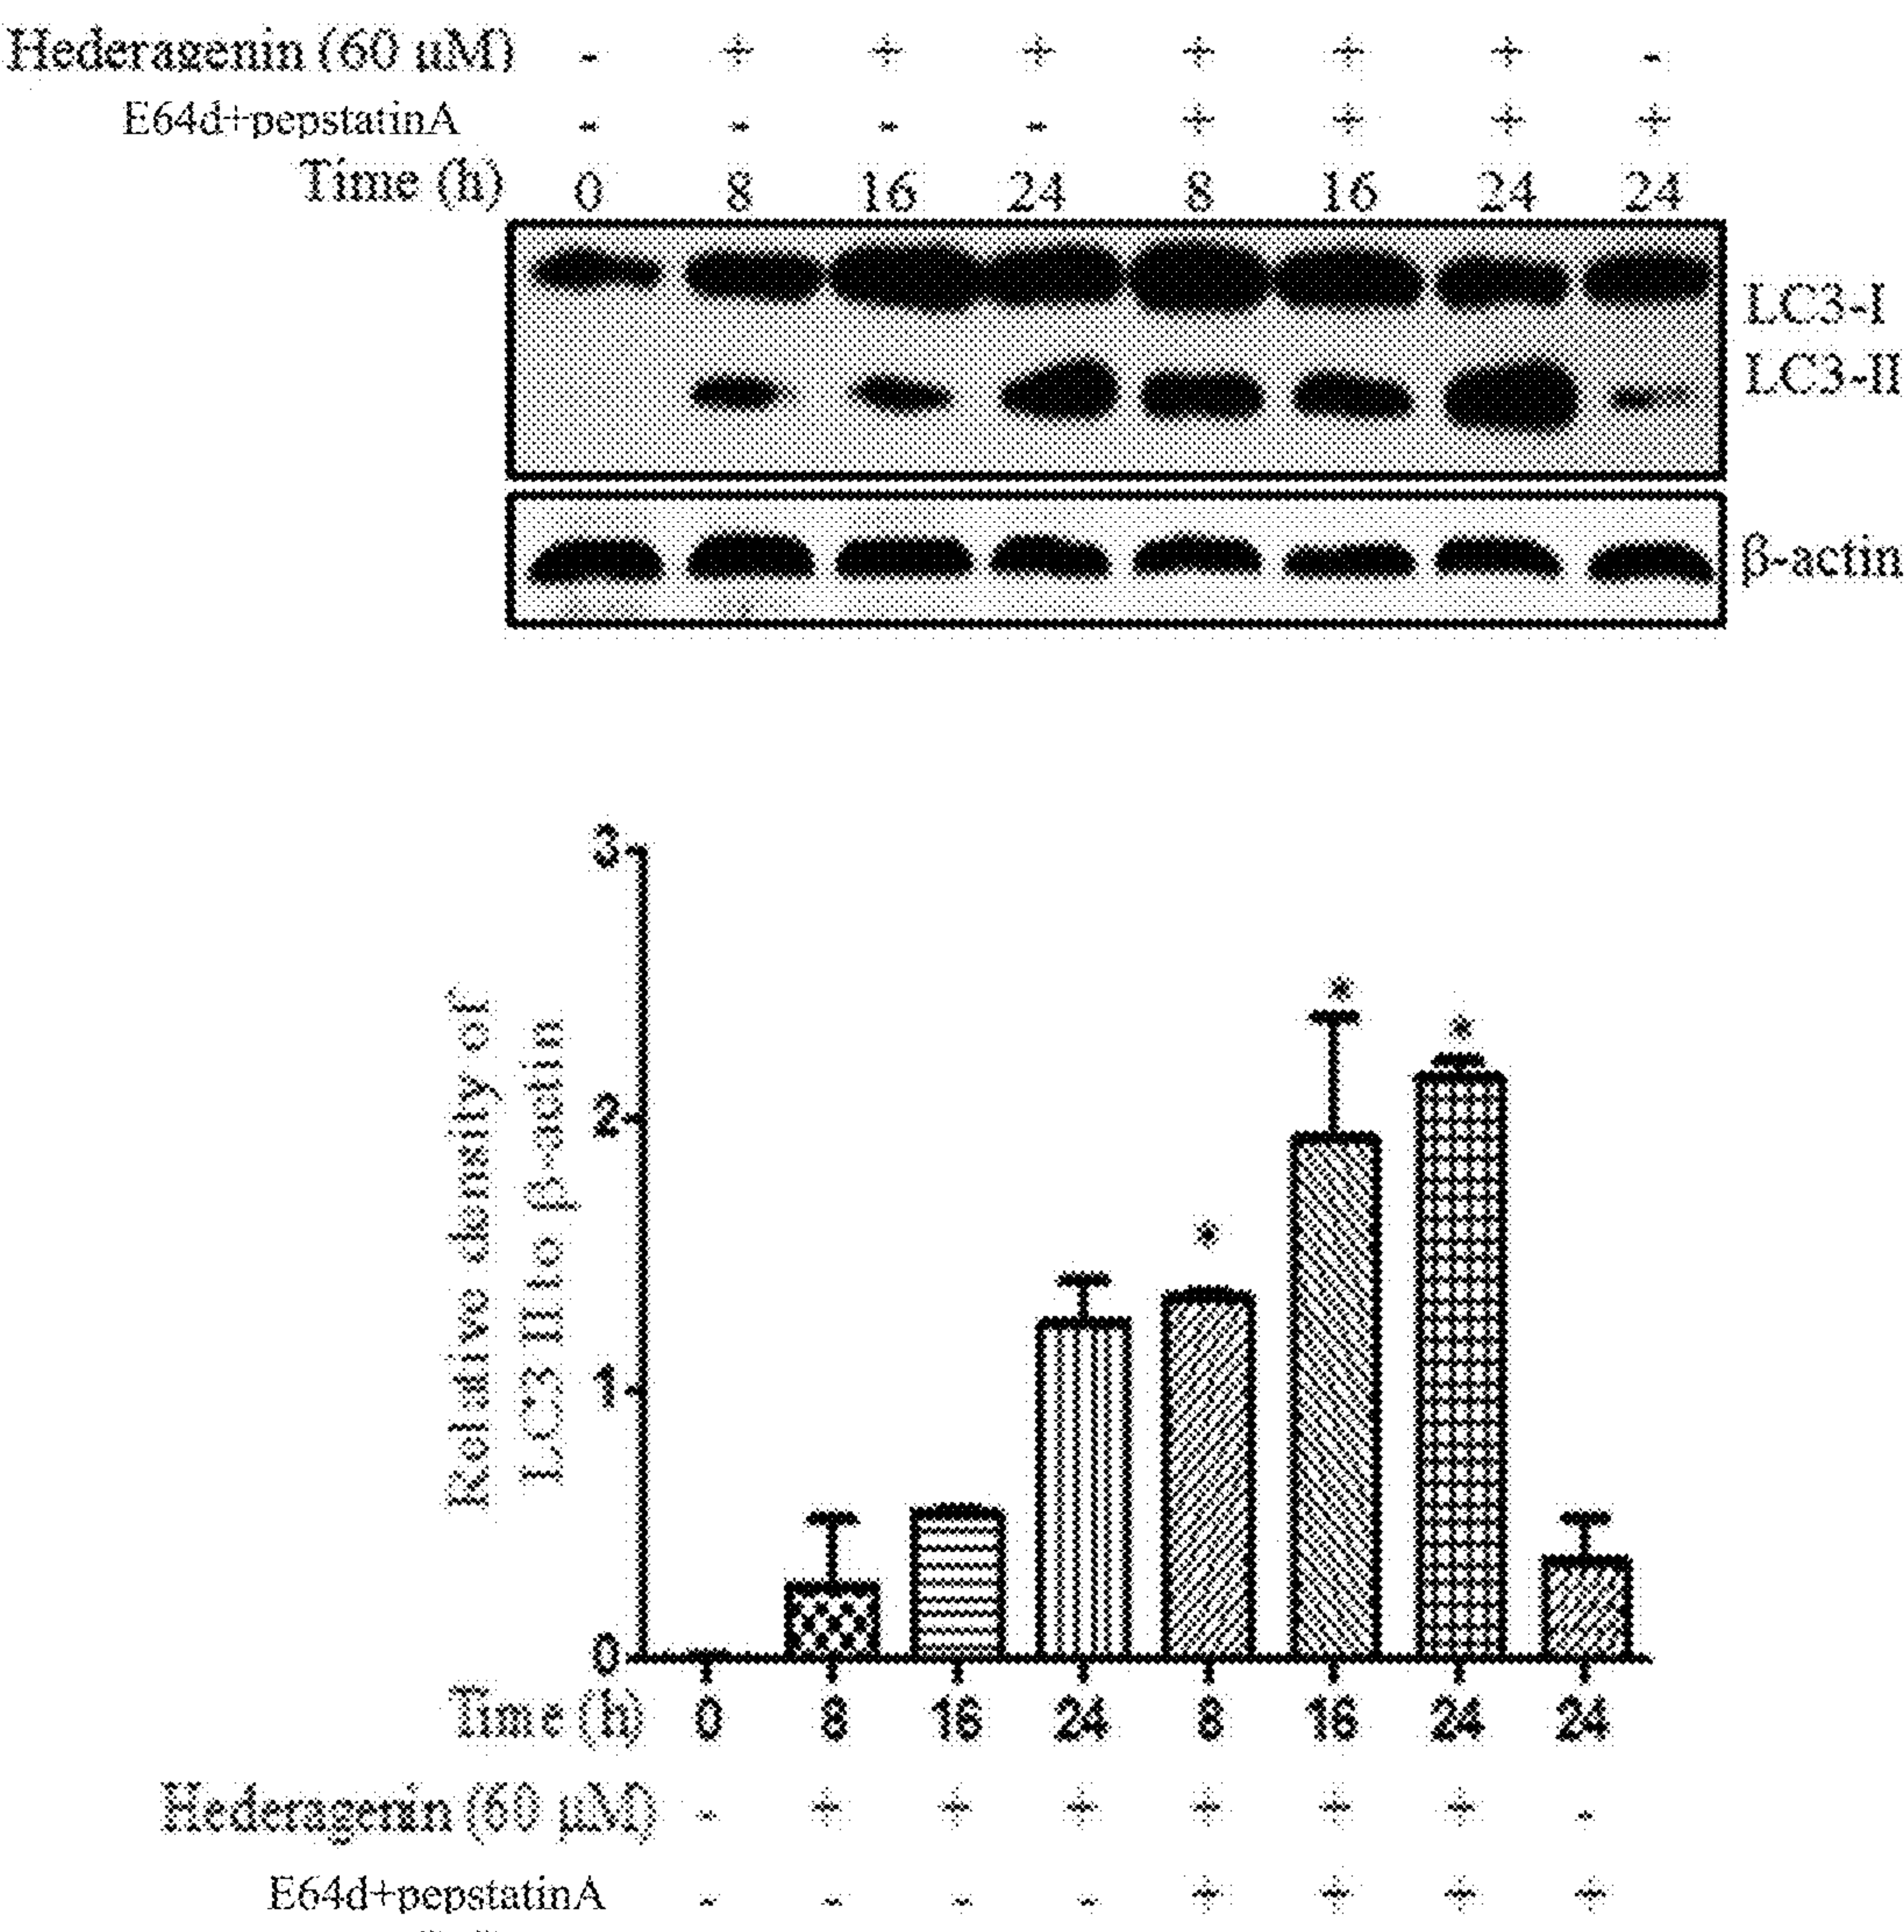 Hederagenin (60 μM) - + + + + + + -
E64d+pepstatinA - - - - + + + +
Time (h) 0 8 16 24 8 16 24 24
LC3-I
LC3-II
β-actin
Relative density of
LC3 II to β-actin
3
2
1
0
* * *
Time (h) 0 8 16 24 8 16 24 24
Hederagenin (60 μM) - + + + + + + -
E64d+pepstatinA - - - - + + + +